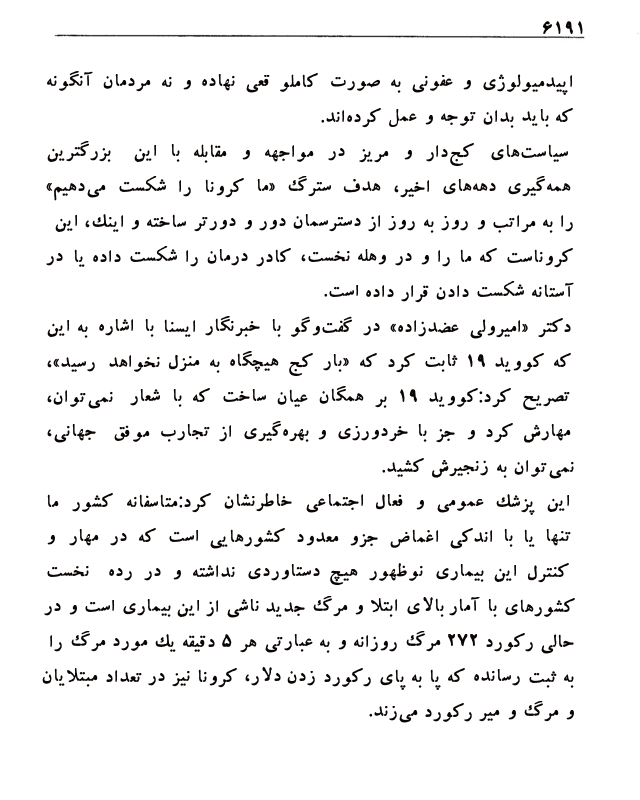 ۶۱۹۱
اپیدمیولوژی و عفونی به صورت کاملو قعی نهاده و نه مردمان آنگونه
که باید بدان توجه و عمل کرده‌اند.
سیاست‌های کج‌دار و مریز در مواجهه و مقابله با این بزرگترین
همه‌گیری دهه‌های اخیر، هدف سترگ «ما کرونا را شکست می‌دهیم»
را به مراتب و روز به روز از دسترسمان دور و دورتر ساخته و اینك، این
کروناست که ما را و در وهله نخست، کادر درمان را شکست داده یا در
آستانه شکست دادن قرار داده است.
دکتر «امیرولی عضدزاده» در گفت‌وگو با خبرنگار ایسنا با اشاره به این
که کووید ۱۹ ثابت کرد که «بار کج هیچگاه به منزل نخواهد رسید»،
تصریح کرد:کووید ۱۹ بر همگان عیان ساخت که با شعار نمی‌توان،
مهارش کرد و جز با خردورزی و بهره‌گیری از تجارب موفق جهانی،
نمی‌توان به زنجیرش کشید.
این پزشك عمومی و فعال اجتماعی خاطرنشان کرد:متاسفانه کشور ما
تنها یا با اندکی اغماض جزو معدود کشورهایی است که در مهار و
کنترل این بیماری نوظهور هیچ دستاوردی نداشته و در رده نخست
کشورهای با آمار بالای ابتلا و مرگ جدید ناشی از این بیماری است و در
حالی رکورد ۲۷۲ مرگ روزانه و به عبارتی هر ۵ دقیقه یك مورد مرگ را
به ثبت رسانده که پا به پای رکورد زدن دلار، کرونا نیز در تعداد مبتلایان
و مرگ و میر رکورد می‌زند.